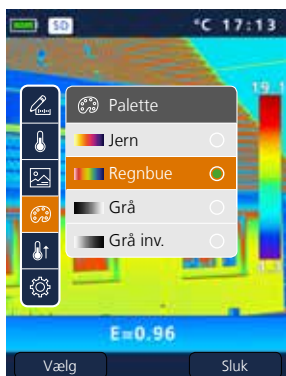 SD °C 17:13
19.1
Palette
Jern
Regnbue
Grå
Grå inv.
E=0.96
Vælg Sluk